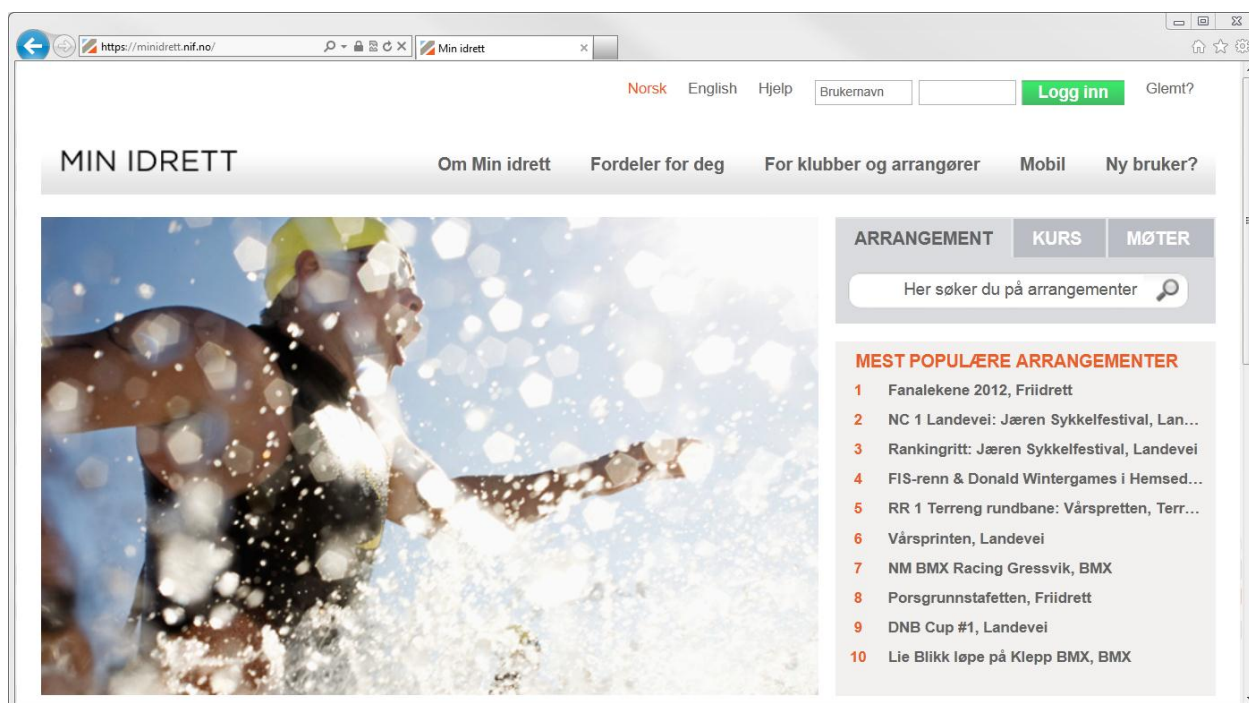 https://minidrett.nif.no/
Min idrett
Norsk English Hjelp Brukernavn Logg inn Glemt?
MIN IDRETT
Om Min idrett Fordeler for deg For klubber og arrangører Mobil Ny bruker?
ARRANGEMENT KURS MØTER
Her søker du på arrangementer
MEST POPULÆRE ARRANGEMENTER
1 Fanalekene 2012, Friidrett
2 NC 1 Landevei: Jæren Sykkelfestival, Lan...
3 Rankingritt: Jæren Sykkelfestival, Landevei
4 FIS-renn & Donald Wintergames i Hemsed...
5 RR 1 Terreng rundbane: Vårspretten, Terr...
6 Vårsprinten, Landevei
7 NM BMX Racing Gressvik, BMX
8 Porsgrunnstafetten, Friidrett
9 DNB Cup #1, Landevei
10 Lie Blikk løpe på Klepp BMX, BMX